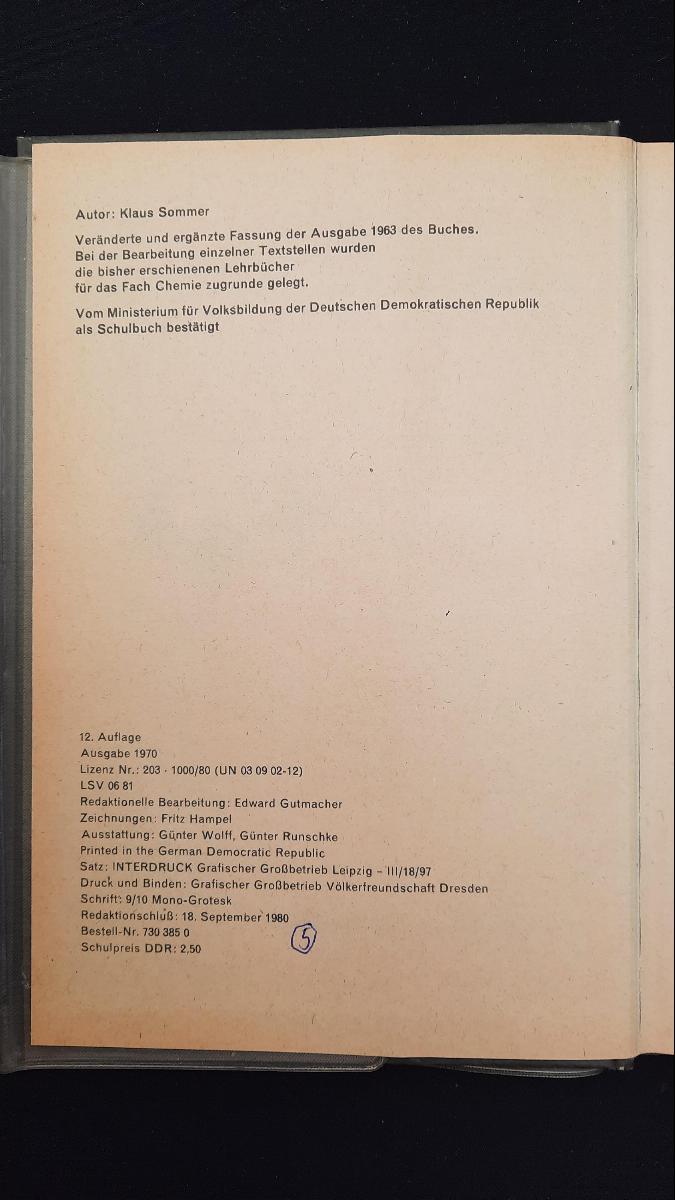 Autor: Klaus Sommer
Veränderte und ergänzte Fassung der Ausgabe 1963 des Buches.
Bei der Bearbeitung einzelner Textstellen wurden
die bisher erschienenen Lehrbücher
für das Fach Chemie zugrunde gelegt.
Vom Ministerium für Volksbildung der Deutschen Demokratischen Republik
als Schulbuch bestätigt
12. Auflage
Ausgabe 1970
Lizenz Nr.: 203 · 1000/80 (UN 03 09 02-12)
LSV 06 81
Redaktionelle Bearbeitung: Edward Gutmacher
Zeichnungen: Fritz Hampel
Ausstattung: Günter Wolff, Günter Runschke
Printed in the German Democratic Republic
Satz: INTERDRUCK Grafischer Großbetrieb Leipzig – III/18/97
Druck und Binden: Grafischer Großbetrieb Völkerfreundschaft Dresden
Schrift: 9/10 Mono-Grotesk
Redaktionschluß: 18. September 1980
Bestell-Nr. 730 385 0
Schulpreis DDR: 2,50
5